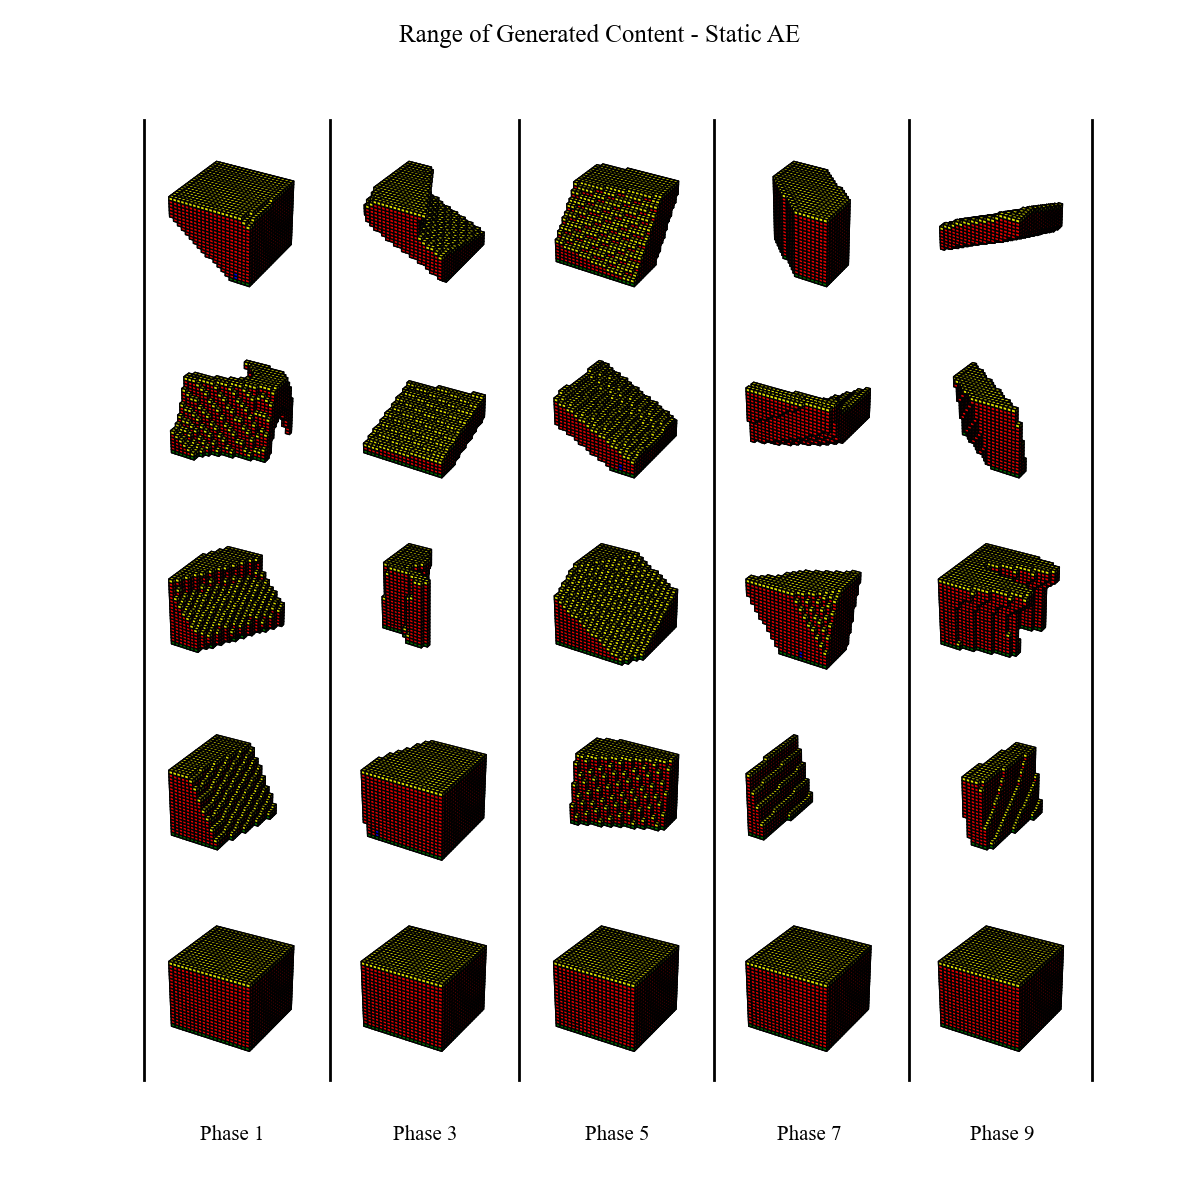 Range of Generated Content - Static AE
Phase 1
Phase 3
Phase 5
Phase 7
Phase 9